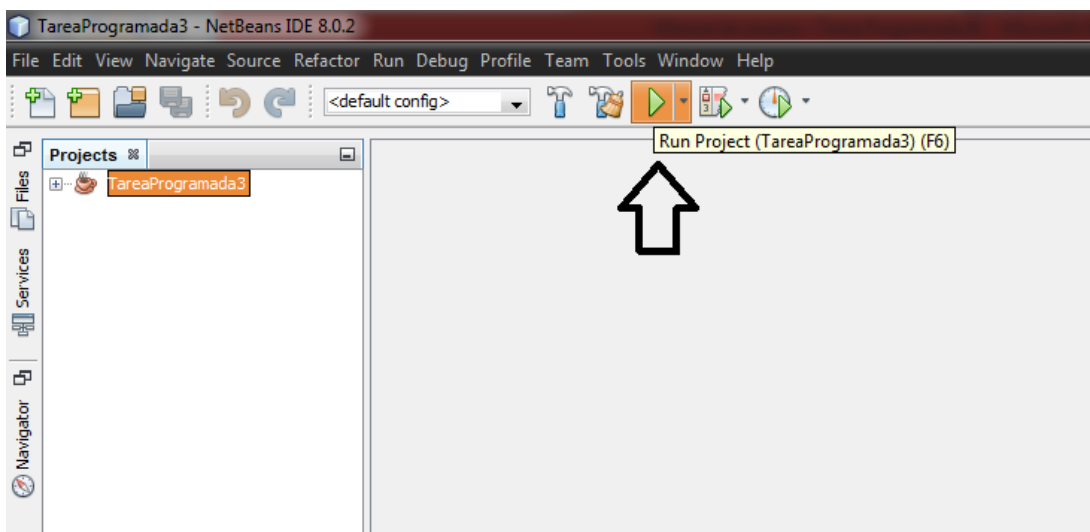 TareaProgramada3 - NetBeans IDE 8.0.2
File Edit View Navigate Source Refactor Run Debug Profile Team Tools Window Help
<default config>
Run Project (TareaProgramada3) (F6)
Projects
TareaProgramada3
Files
Services
Navigator